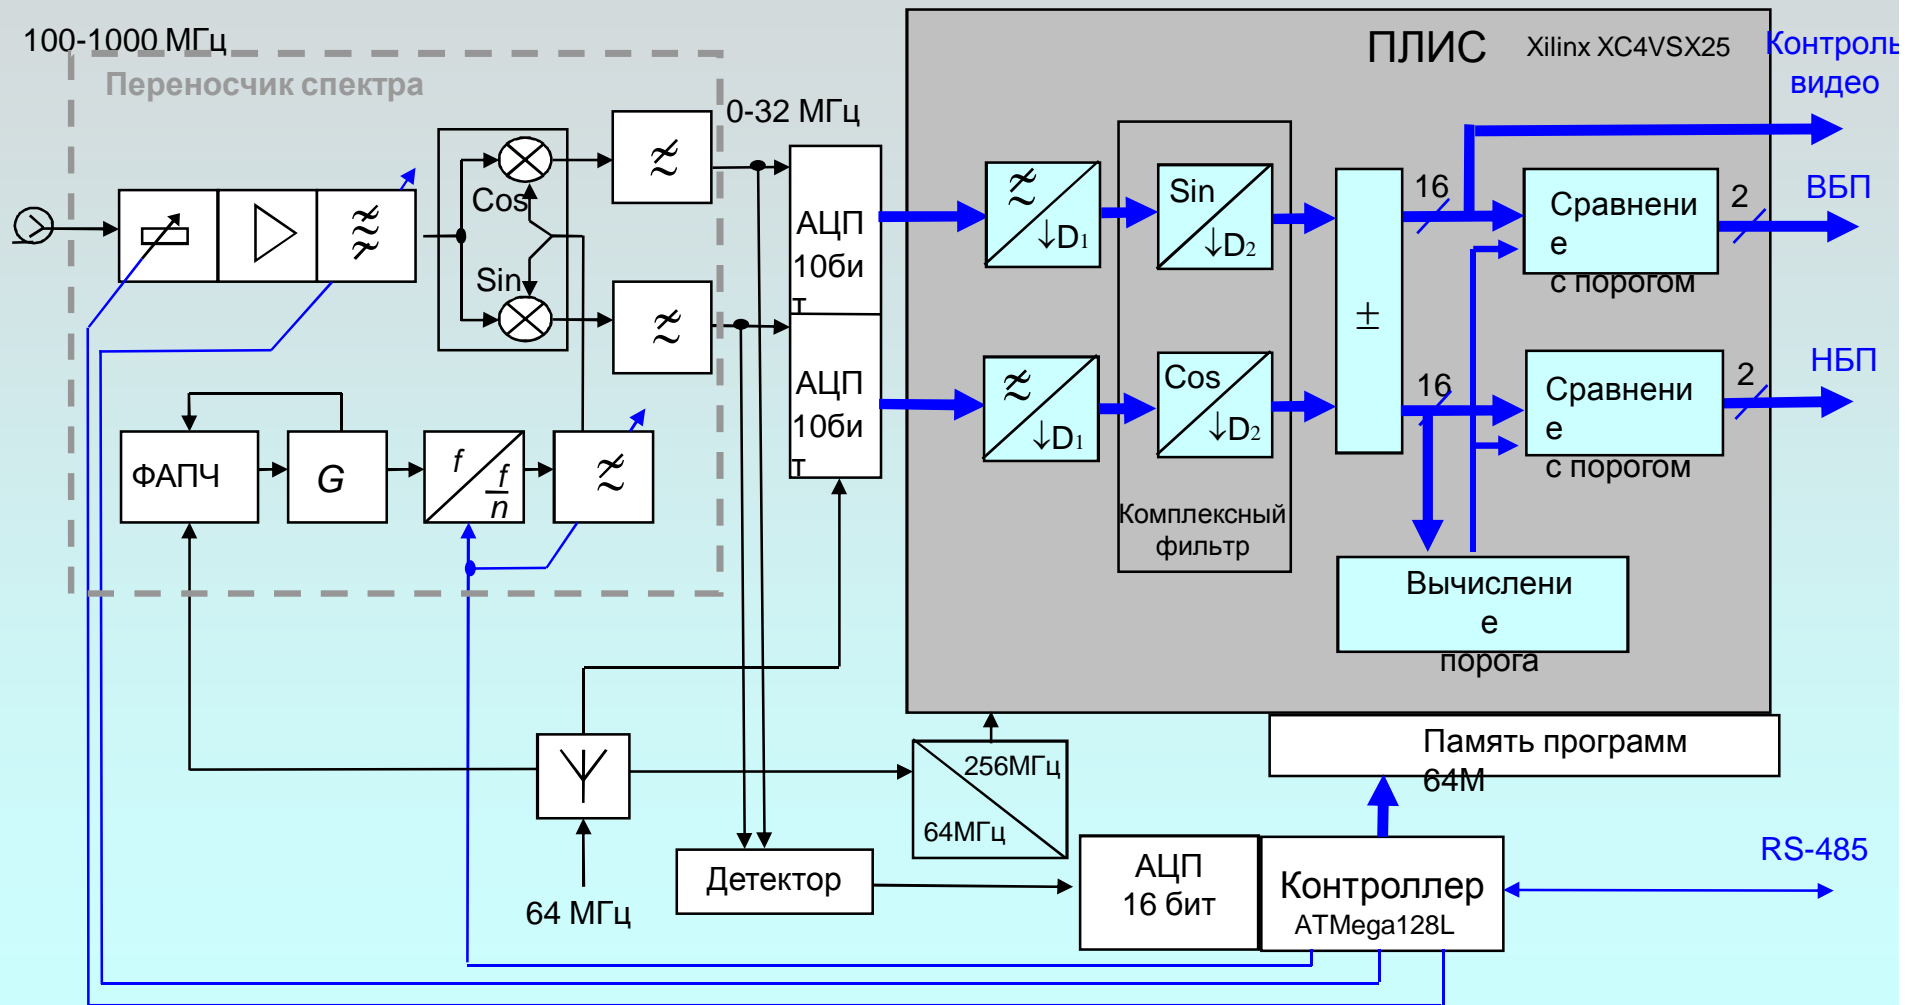 100-1000 МГц
Переносчик спектра
0-32 МГц
ПЛИС Xilinx XC4VSX25
Контроль
видео
Cos
Sin
АЦП
10би
т
АЦП
10би
т
↓D1
↓D1
Sin
↓D2
Cos
↓D2
Комплексный
фильтр
±
16
16
Сравнени
е
с порогом
2
ВБП
Сравнени
е
с порогом
2
НБП
Вычислени
е
порога
ФАПЧ
G
f
f
n
Память программ
64М
256МГц
64МГц
64 МГц
Детектор
АЦП
16 бит
Контроллер
ATMega128L
RS-485